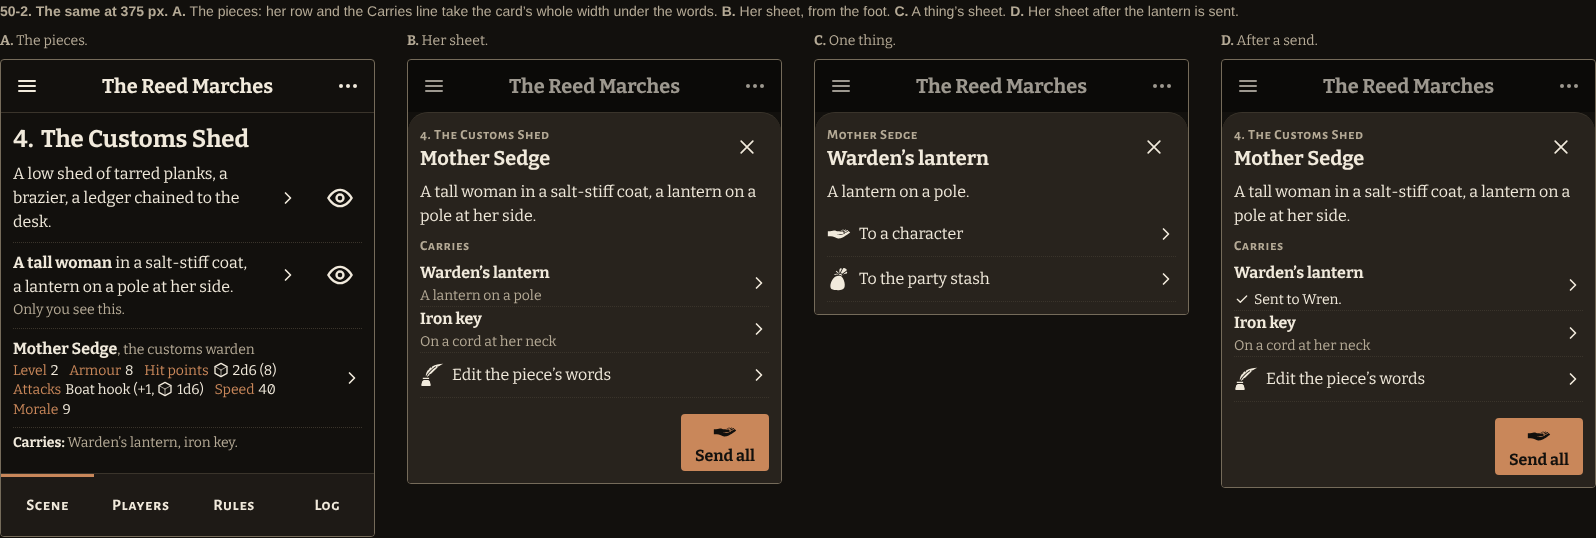 50-2. The same at 375 px. A. The pieces: her row and the Carries line take the card's whole width under the words. B. Her sheet, from the foot. C. A thing's sheet. D. Her sheet after the lantern is sent.
A. The pieces.
The Reed Marches
4. The Customs Shed
A low shed of tarred planks, a
brazier, a ledger chained to the
desk.
A tall woman in a salt-stiff coat,
a lantern on a pole at her side.
Only you see this.
Mother Sedge, the customs warden
Level 2 Armour 8 Hit points 2d6 (8)
Attacks Boat hook (+1, 1d6) Speed 40
Morale 9
Carries: Warden's lantern, iron key.
Scene Players Rules Log
B. Her sheet.
The Reed Marches
4. The Customs Shed
Mother Sedge
A tall woman in a salt-stiff coat, a lantern on a
pole at her side.
Carries
Warden's lantern
A lantern on a pole
Iron key
On a cord at her neck
Edit the piece's words
Send all
C. One thing.
The Reed Marches
Mother Sedge
Warden's lantern
A lantern on a pole.
To a character
To the party stash
D. After a send.
The Reed Marches
4. The Customs Shed
Mother Sedge
A tall woman in a salt-stiff coat, a lantern on a
pole at her side.
Carries
Warden's lantern
Sent to Wren.
Iron key
On a cord at her neck
Edit the piece's words
Send all